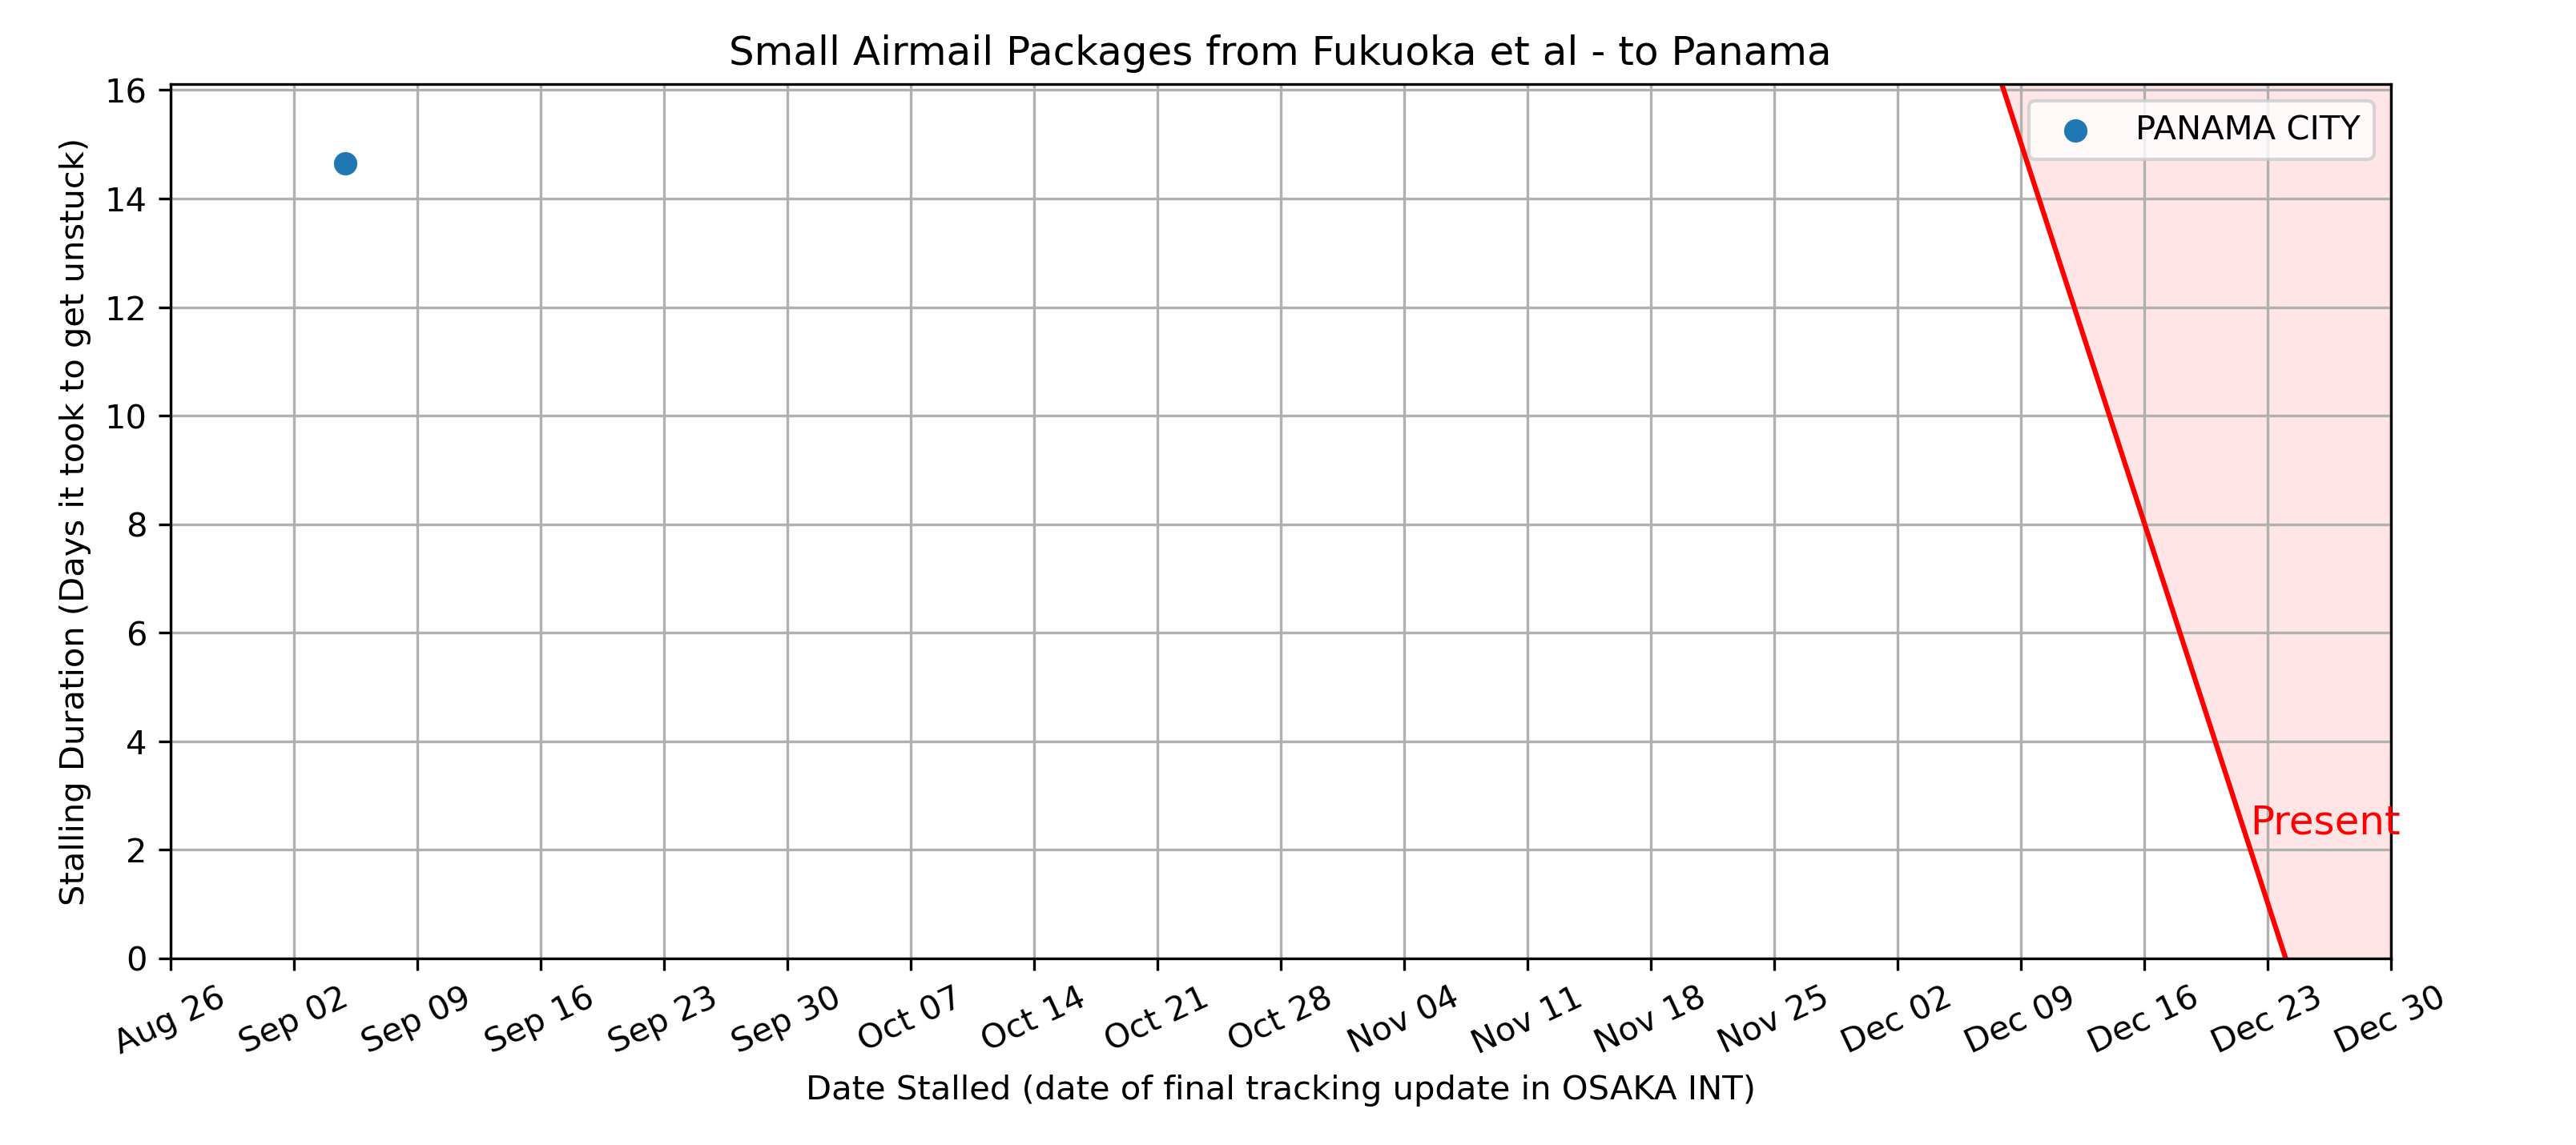 Small Airmail Packages from Fukuoka et al - to Panama
Stalling Duration (Days it took to get unstuck)
16
14
12
10
8
6
4
2
0
PANAMA CITY
Present
Aug 26
Sep 02
Sep 09
Sep 16
Sep 23
Sep 30
Oct 07
Oct 14
Oct 21
Oct 28
Nov 04
Nov 11
Nov 18
Nov 25
Dec 02
Dec 09
Dec 16
Dec 23
Dec 30
Date Stalled (date of final tracking update in OSAKA INT)